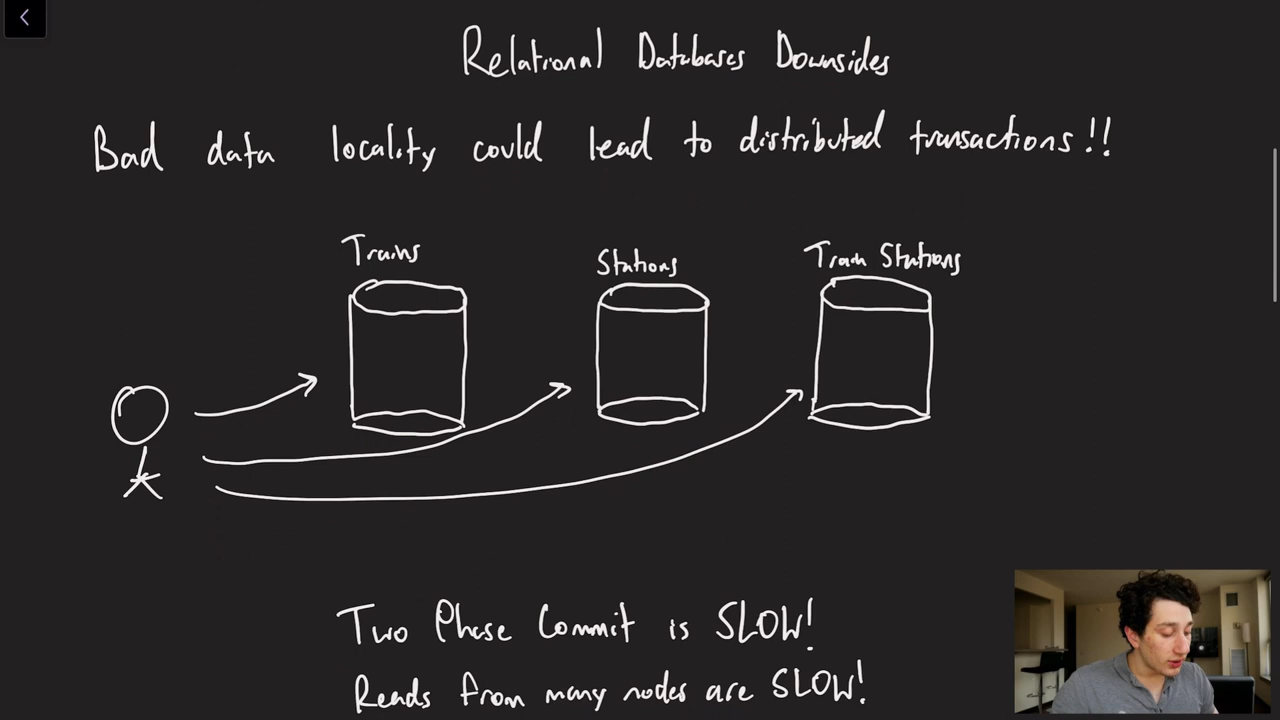 Relational Databases Downsides
Bad data locality could lead to distributed transactions!!
Trains
Stations
Train Stations
Two Phase Commit is SLOW!
Reads from many nodes are SLOW!